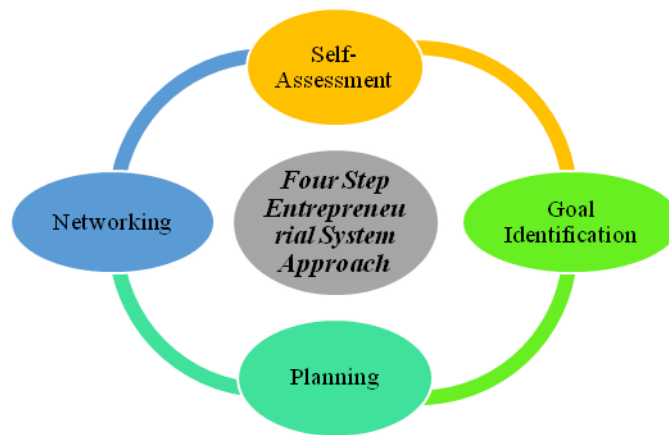 Self-
Assessment
Networking
Four Step
Entrepreneu
rial System
Approach
Goal
Identification
Planning